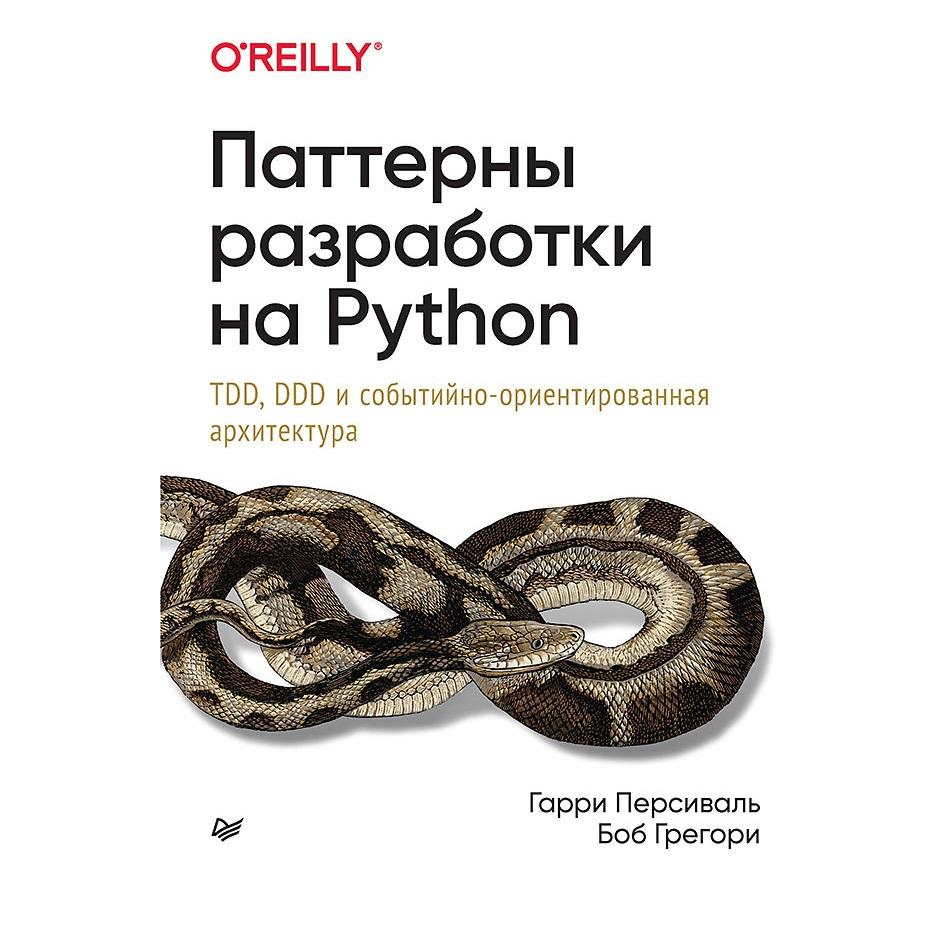 O'REILLY®
Паттерны
разработки
на Python
TDD, DDD и событийно-ориентированная
архитектура
Гарри Персиваль
Боб Грегори